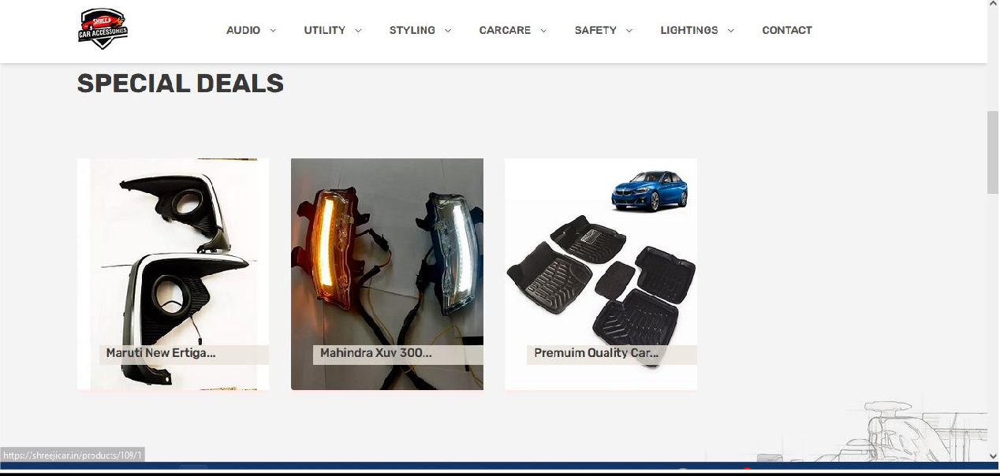 SHREEJI
CAR ACCESSORIES
AUDIO UTILITY STYLING CARCARE SAFETY LIGHTINGS CONTACT
SPECIAL DEALS
Maruti New Ertiga... Mahindra Xuv 300... Premuim Quality Car...
https://shreejicar.in/products/109/1